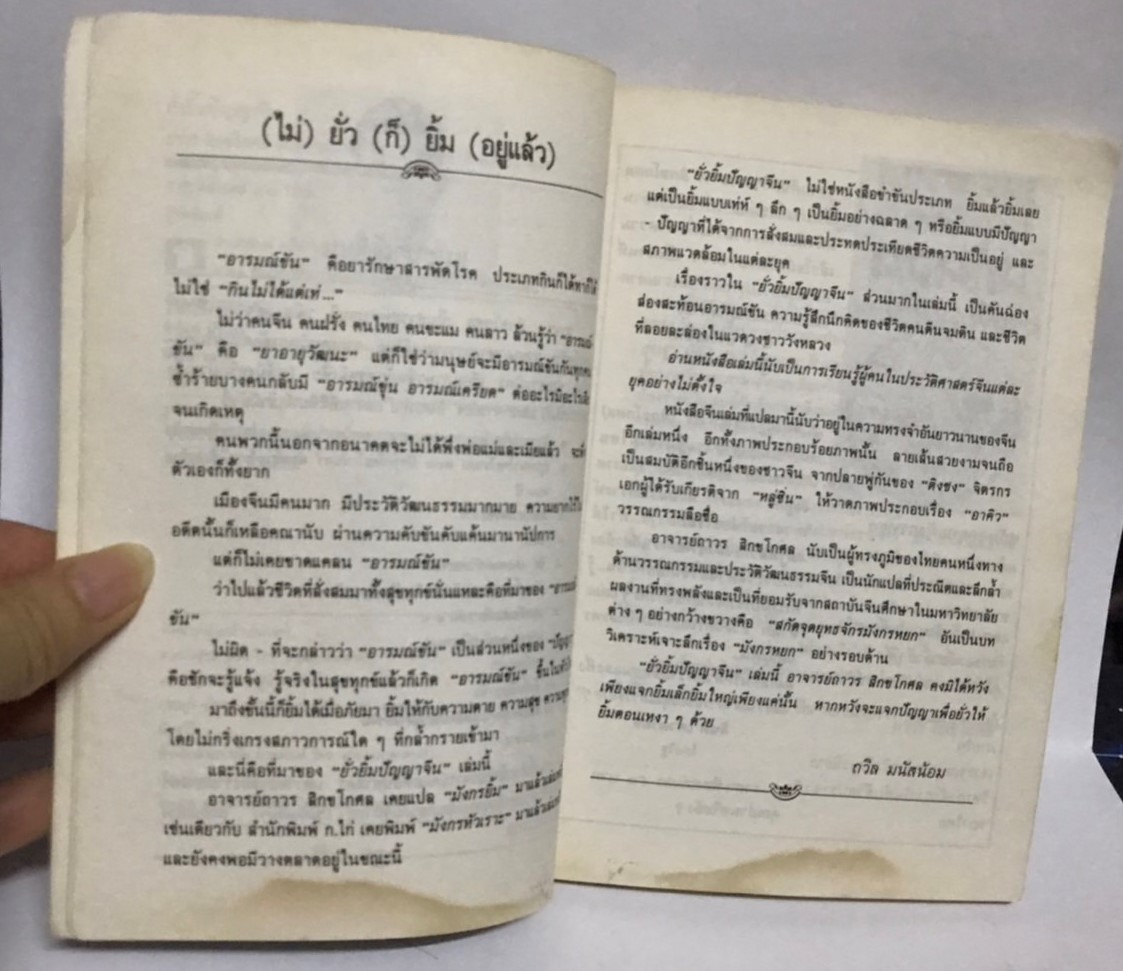 (ไม่) ยั่ว (ก็) ยิ้ม (อยู่แล้ว)
"อารมณ์ขัน" คือยารักษาสารพัดโรค ประเภทกินก็ได้ทาก็ได้
ไม่ใช่ "กินไม่ได้แต่เท่..."
ไม่ว่าคนจีน คนฝรั่ง คนไทย คนขะแม คนลาว ล้วนรู้ว่า "อารมณ์
ขัน" คือ "ยาอายุวัฒนะ" แต่ก็ใช่ว่ามนุษย์จะมีอารมณ์ขันกันทุกคน
ซ้ำร้ายบางคนกลับมี "อารมณ์ขุ่น อารมณ์เครียด" ต่ออะไรมิอะไร
จนเกิดเหตุ
คนพวกนี้นอกจากอนาคตจะไม่ได้พึ่งพ่อแม่และเมียแล้ว
ตัวเองก็ทั้งยาก
เมืองจีนมีคนมาก มีประวัติวัฒนธรรมมากมาย ความยากไร้ใน
อดีตนั้นก็เหลือคณานับ ผ่านความคับขันคับแค้นมานานัปการ
แต่ก็ไม่เคยขาดแคลน "อารมณ์ขัน"
ว่าไปแล้วชีวิตที่สั่งสมมาทั้งสุขทุกข์นั่นแหละคือที่มาของ "อารมณ์
ขัน"
ไม่ผิด - ที่จะกล่าวว่า "อารมณ์ขัน" เป็นส่วนหนึ่งของ "ปัญญา"
คือชักจะรู้แจ้ง รู้จริงในสุขทุกข์แล้วก็เกิด "อารมณ์ขัน" ขึ้นใน
มาถึงขั้นนี้ก็ยิ้มได้เมื่อภัยมา ยิ้มให้กับความตาย ความสุข ความทุกข์
โดยไม่กริ่งเกรงสภาวการณ์ใด ๆ ที่กล้ำกรายเข้ามา
และนี่คือที่มาของ "ยั่วยิ้มปัญญาจีน" เล่มนี้
อาจารย์ถาวร สิกขโกศล เคยแปล "มังกรยิ้ม" มาแล้วเล่มหนึ่ง
เช่นเดียวกับ สำนักพิมพ์ ก.ไก่ เคยพิมพ์ "มังกรหัวเราะ" มาแล้วเล่มหนึ่ง
และยังคงพอมีวางตลาดอยู่ในขณะนี้
"ยั่วยิ้มปัญญาจีน" ไม่ใช่หนังสือขำขันประเภท ยิ้มแล้วยิ้มเลย
แต่เป็นยิ้มแบบเท่ห์ ๆ ลึก ๆ เป็นยิ้มอย่างฉลาด ๆ หรือยิ้มแบบมีปัญญา
- ปัญญาที่ได้จากการสั่งสมและประทดประเทียดชีวิตความเป็นอยู่ และ
สภาพแวดล้อมในแต่ละยุค
เรื่องราวใน "ยั่วยิ้มปัญญาจีน" ส่วนมากในเล่มนี้ เป็นคันฉ่อง
ส่องสะท้อนอารมณ์ขัน ความรู้สึกนึกคิดของชีวิตคนตีนจมดิน และชีวิต
ที่ลอยละล่องในแวดวงชาววังหลวง
อ่านหนังสือเล่มนี้นับเป็นการเรียนรู้ผู้คนในประวัติศาสตร์จีนแต่ละ
ยุคอย่างไม่ตั้งใจ
หนังสือจีนเล่มที่แปลมานี้นับว่าอยู่ในความทรงจำอันยาวนานของจีน
อีกเล่มหนึ่ง อีกทั้งภาพประกอบร้อยภาพนั้น ลายเส้นสวยงามจนถือ
เป็นสมบัติอีกชิ้นหนึ่งของชาวจีน จากปลายพู่กันของ "ติงชง" จิตรกร
เอกผู้ได้รับเกียรติจาก "หลู่ซิ่น" ให้วาดภาพประกอบเรื่อง "อาคิว"
วรรณกรรมลือชื่อ
อาจารย์ถาวร สิกขโกศล นับเป็นผู้ทรงภูมิของไทยคนหนึ่งทาง
ด้านวรรณกรรมและประวัติวัฒนธรรมจีน เป็นนักแปลที่ประณีตและลึกล้ำ
ผลงานที่ทรงพลังและเป็นที่ยอมรับจากสถาบันจีนศึกษาในมหาวิทยาลัย
ต่าง ๆ อย่างกว้างขวางคือ "สกัดจุดยุทธจักรมังกรหยก" อันเป็นบท
วิเคราะห์เจาะลึกเรื่อง "มังกรหยก" อย่างรอบด้าน
"ยั่วยิ้มปัญญาจีน" เล่มนี้ อาจารย์ถาวร สิกขโกศล คงมิได้หวัง
เพียงแจกยิ้มเล็กยิ้มใหญ่เพียงแค่นั้น หากหวังจะแจกปัญญาเพื่อยั่วให้
ยิ้มตอนเหงา ๆ ด้วย
ถวิล มนัสน้อม